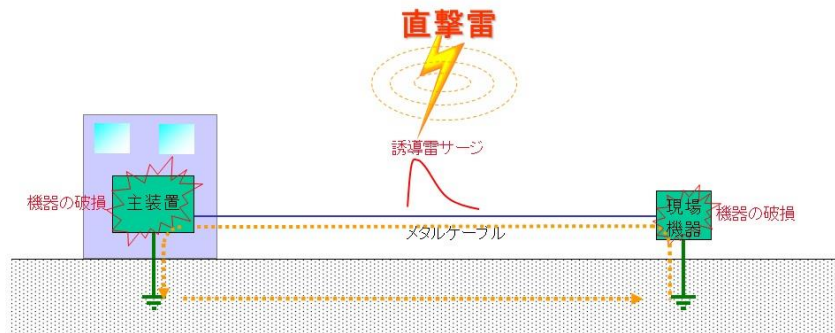 直撃雷
誘導雷サージ
機器の破損
主装置
現場
機器
機器の破損
メタルケーブル